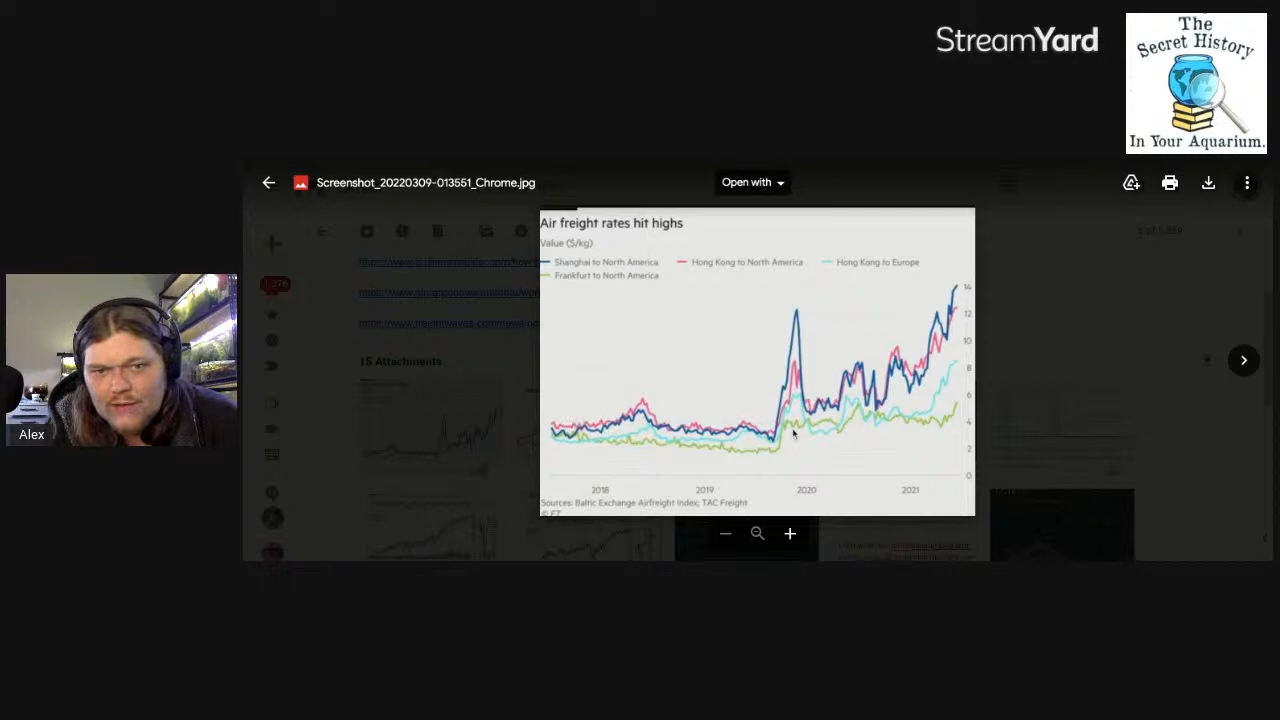 StreamYard
The
Secret History
In Your Aquarium.
Screenshot_20220309-013551_Chrome.jpg
Open with
Air freight rates hit highs
Value ($/kg)
Shanghai to North America
Hong Kong to North America
Hong Kong to Europe
Frankfurt to North America
14
12
10
8
6
4
2
0
2018
2019
2020
2021
Sources: Baltic Exchange Airfreight Index; TAC Freight
© FT
15 Attachments
Alex